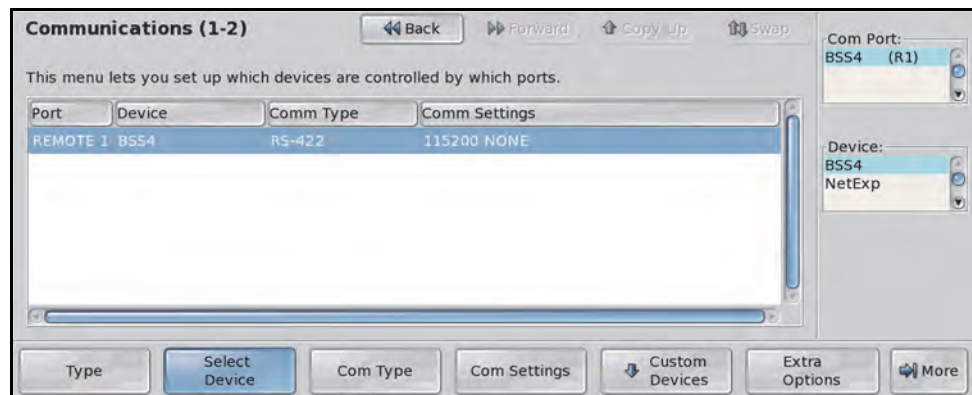 Communications (1-2)
Back
Forward
Copy Up
Swap
This menu lets you set up which devices are controlled by which ports.
Port Device Comm Type Comm Settings
REMOTE 1 BSS4 RS-422 115200 NONE
Com Port:
BSS4 (R1)
Device:
BSS4
NetExp
Type
Select
Device
Com Type
Com Settings
Custom
Devices
Extra
Options
More